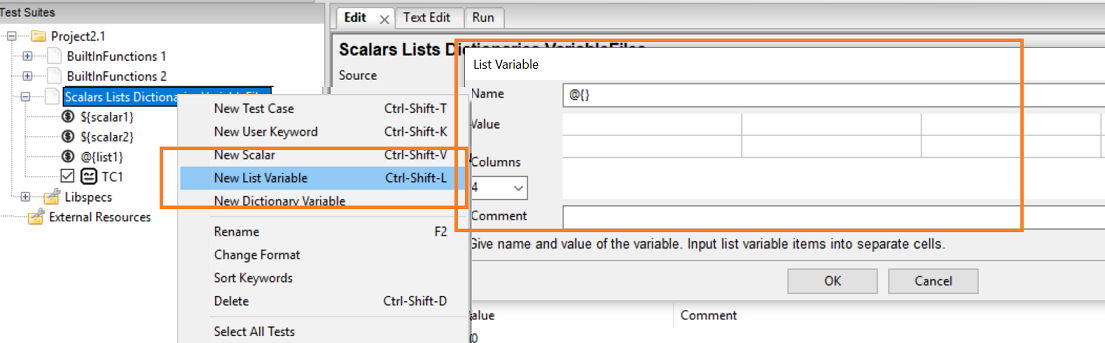 Test Suites
Project2.1
BuiltInFunctions 1
BuiltInFunctions 2
Scalars Lists Dictionaries
${scalar1}
${scalar2}
@{list1}
TC1
Libspecs
External Resources
New Test Case Ctrl-Shift-T
New User Keyword Ctrl-Shift-K
New Scalar Ctrl-Shift-V
New List Variable Ctrl-Shift-L
New Dictionary Variable
Rename F2
Change Format
Sort Keywords
Delete Ctrl-Shift-D
Select All Tests
Edit Text Edit Run
Scalars Lists Dictionaries VariableFiles
Source
List Variable
Name @{}
Value
Columns
4
Comment
Give name and value of the variable. Input list variable items into separate cells.
OK Cancel
Value Comment